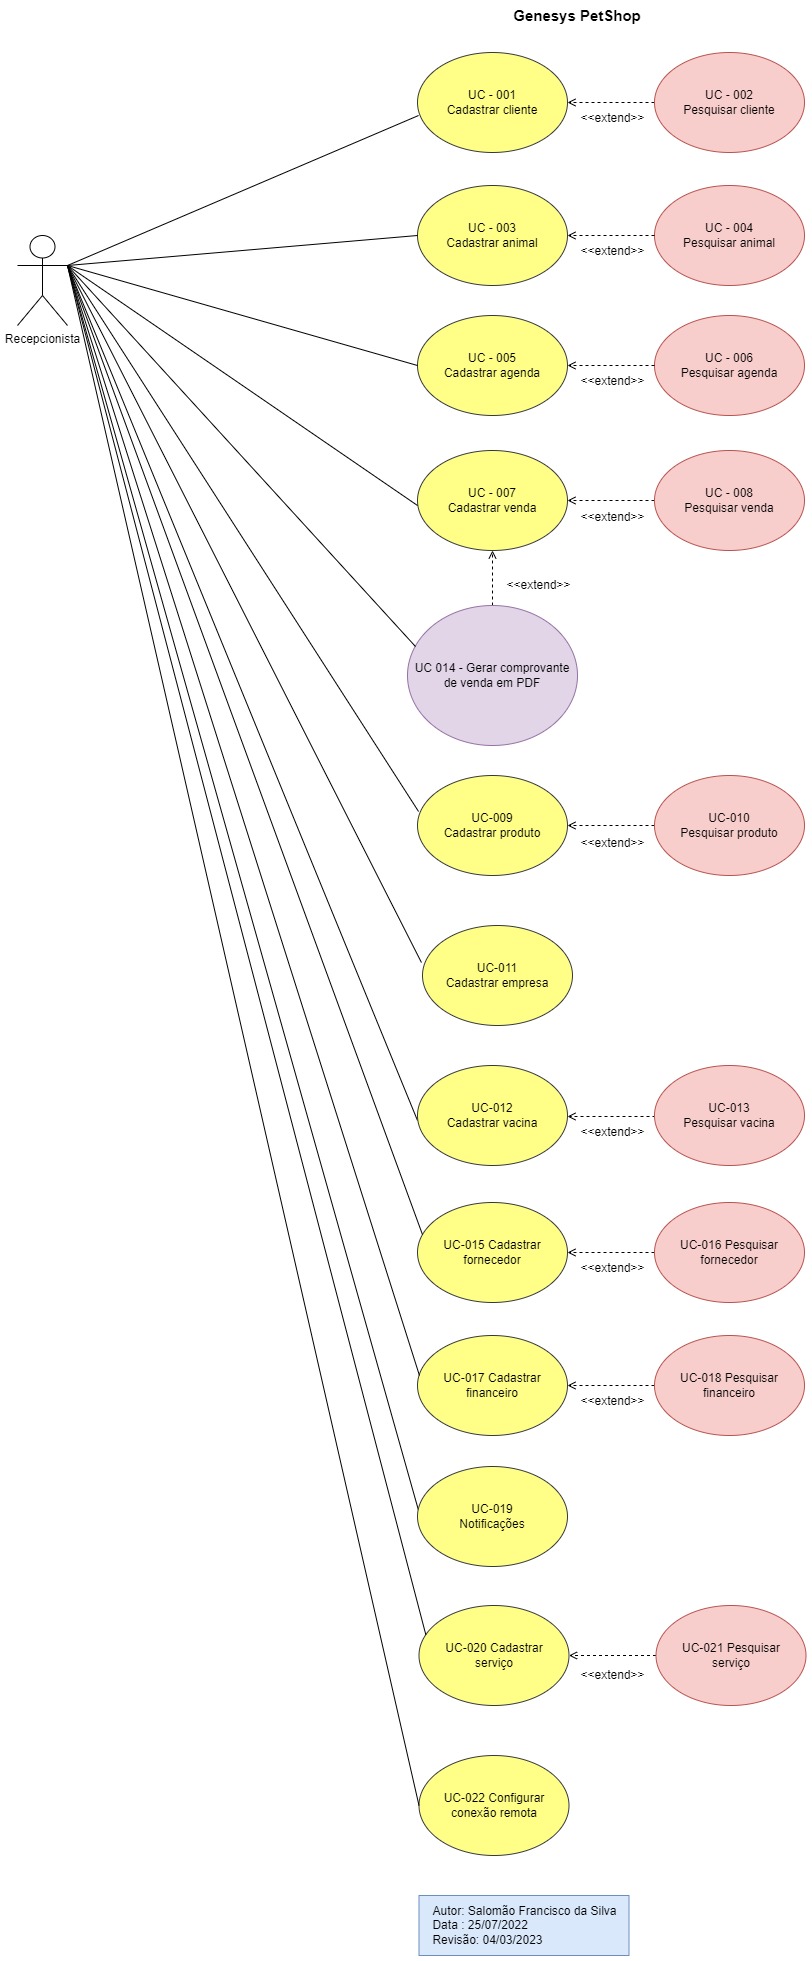 Genesys PetShop
UC - 001
Cadastrar cliente
<<extend>>
UC - 002
Pesquisar cliente
UC - 003
Cadastrar animal
<<extend>>
UC - 004
Pesquisar animal
Recepcionista
UC - 005
Cadastrar agenda
<<extend>>
UC - 006
Pesquisar agenda
UC - 007
Cadastrar venda
<<extend>>
UC - 008
Pesquisar venda
<<extend>>
UC 014 - Gerar comprovante
de venda em PDF
UC-009
Cadastrar produto
<<extend>>
UC-010
Pesquisar produto
UC-011
Cadastrar empresa
UC-012
Cadastrar vacina
<<extend>>
UC-013
Pesquisar vacina
UC-015 Cadastrar
fornecedor
<<extend>>
UC-016 Pesquisar
fornecedor
UC-017 Cadastrar
financeiro
<<extend>>
UC-018 Pesquisar
financeiro
UC-019
Notificações
UC-020 Cadastrar
serviço
<<extend>>
UC-021 Pesquisar
serviço
UC-022 Configurar
conexão remota
Autor: Salomão Francisco da Silva
Data : 25/07/2022
Revisão: 04/03/2023